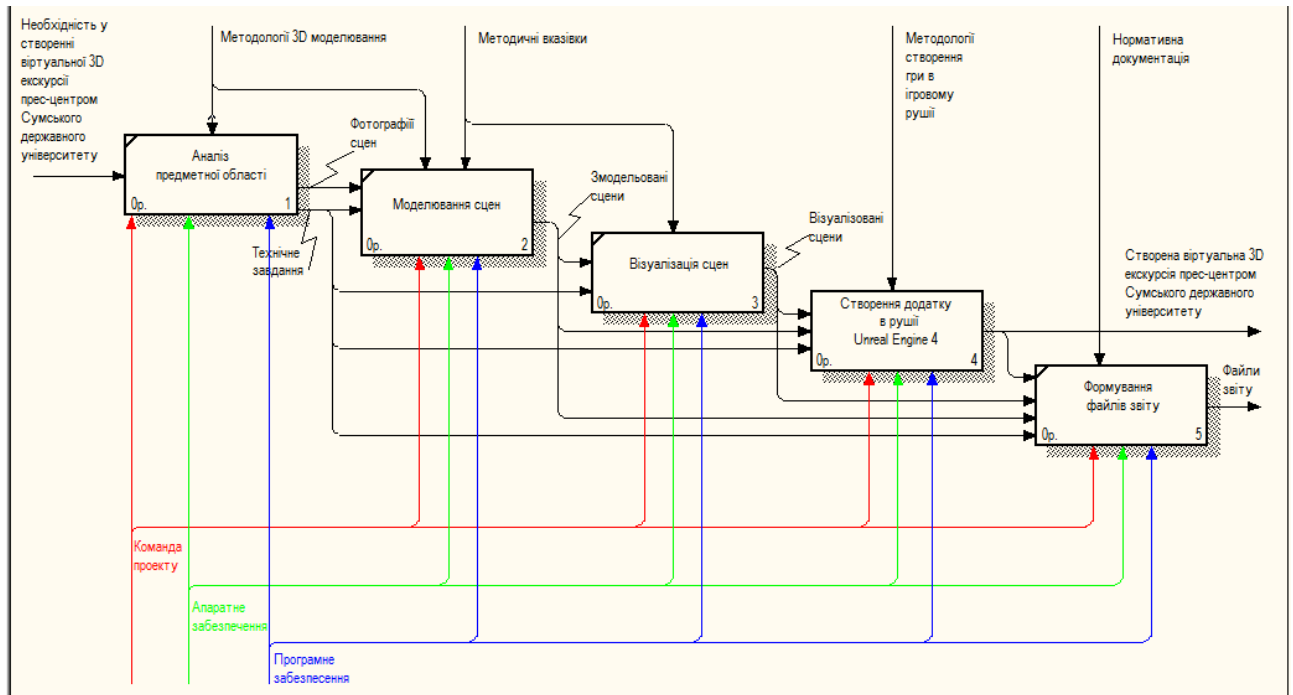 Необхідність у
створенні
віртуальної 3D
екскурсії
прес-центром
Сумського
державного
університету
Методології 3D моделювання
Методичні вказівки
Методології
створення
гри в
ігровому
рушії
Нормативна
документація
Аналіз
предметної області
0р.
1
Фотографіїї
сцен
Технічне
завдання
Моделювання сцен
0р.
2
Змодельовані
сцени
Візуалізація сцен
0р.
3
Візуалізовані
сцени
Створення додатку
в рушії
Unreal Engine 4
0р.
4
Створена віртуальна 3D
екскурсія прес-центром
Сумського державного
університету
Формування
файлів звіту
0р.
5
Файли
звіту
Команда
проекту
Апаратне
забезпечення
Програмне
забезпесення